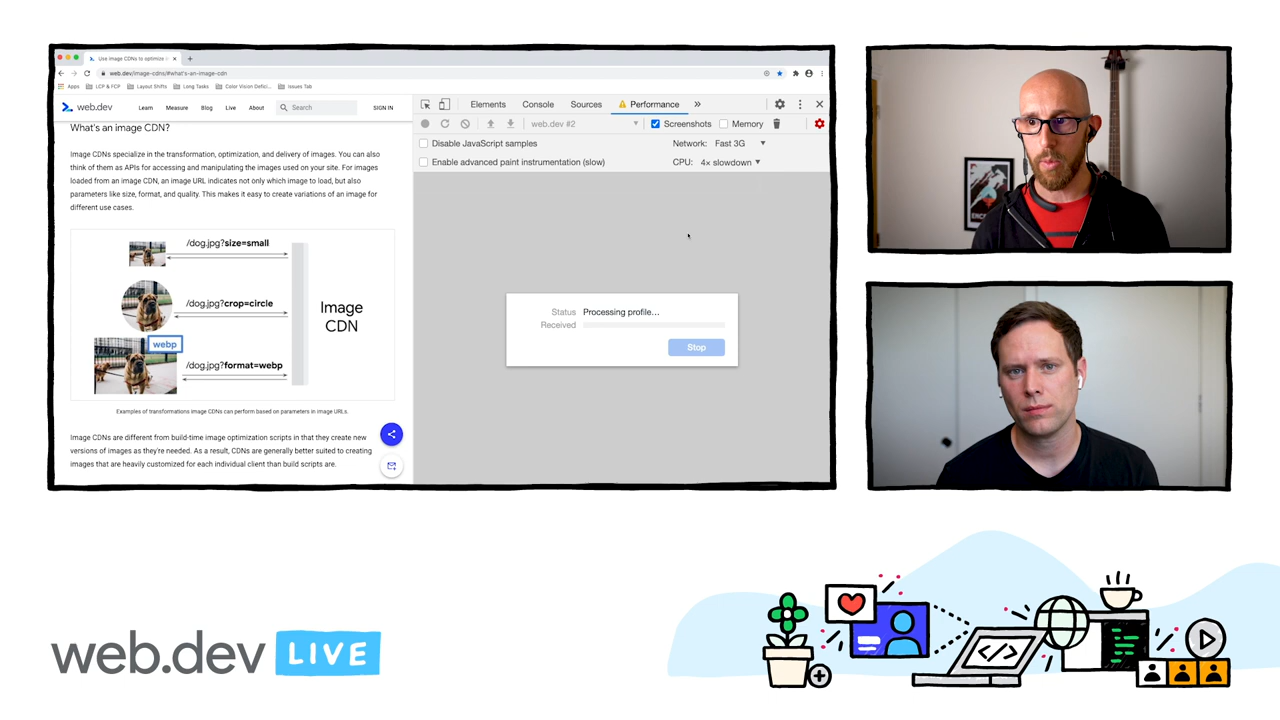 Use image CDNs to optimize
web.dev/image-cdns/#what's-an-image-cdn
Apps
LCP & FCP
Layout Shifts
Long Tasks
Color Vision Defici...
Issues Tab
web.dev
Learn
Measure
Blog
Live
About
Search
SIGN IN
What's an image CDN?
Image CDNs specialize in the transformation, optimization, and delivery of images. You can also
think of them as APIs for accessing and manipulating the images used on your site. For images
loaded from an image CDN, an image URL indicates not only which image to load, but also
parameters like size, format, and quality. This makes it easy to create variations of an image for
different use cases.
/dog.jpg?size=small
/dog.jpg?crop=circle
webp
/dog.jpg?format=webp
Image
CDN
Examples of transformations image CDNs can perform based on parameters in image URLs.
Image CDNs are different from build-time image optimization scripts in that they create new
versions of images as they're needed. As a result, CDNs are generally better suited to creating
images that are heavily customized for each individual client than build scripts are.
Elements
Console
Sources
Performance
web.dev #2
Screenshots
Memory
Disable JavaScript samples
Network: Fast 3G
Enable advanced paint instrumentation (slow)
CPU: 4× slowdown
Status Processing profile…
Received
Stop
web.dev LIVE